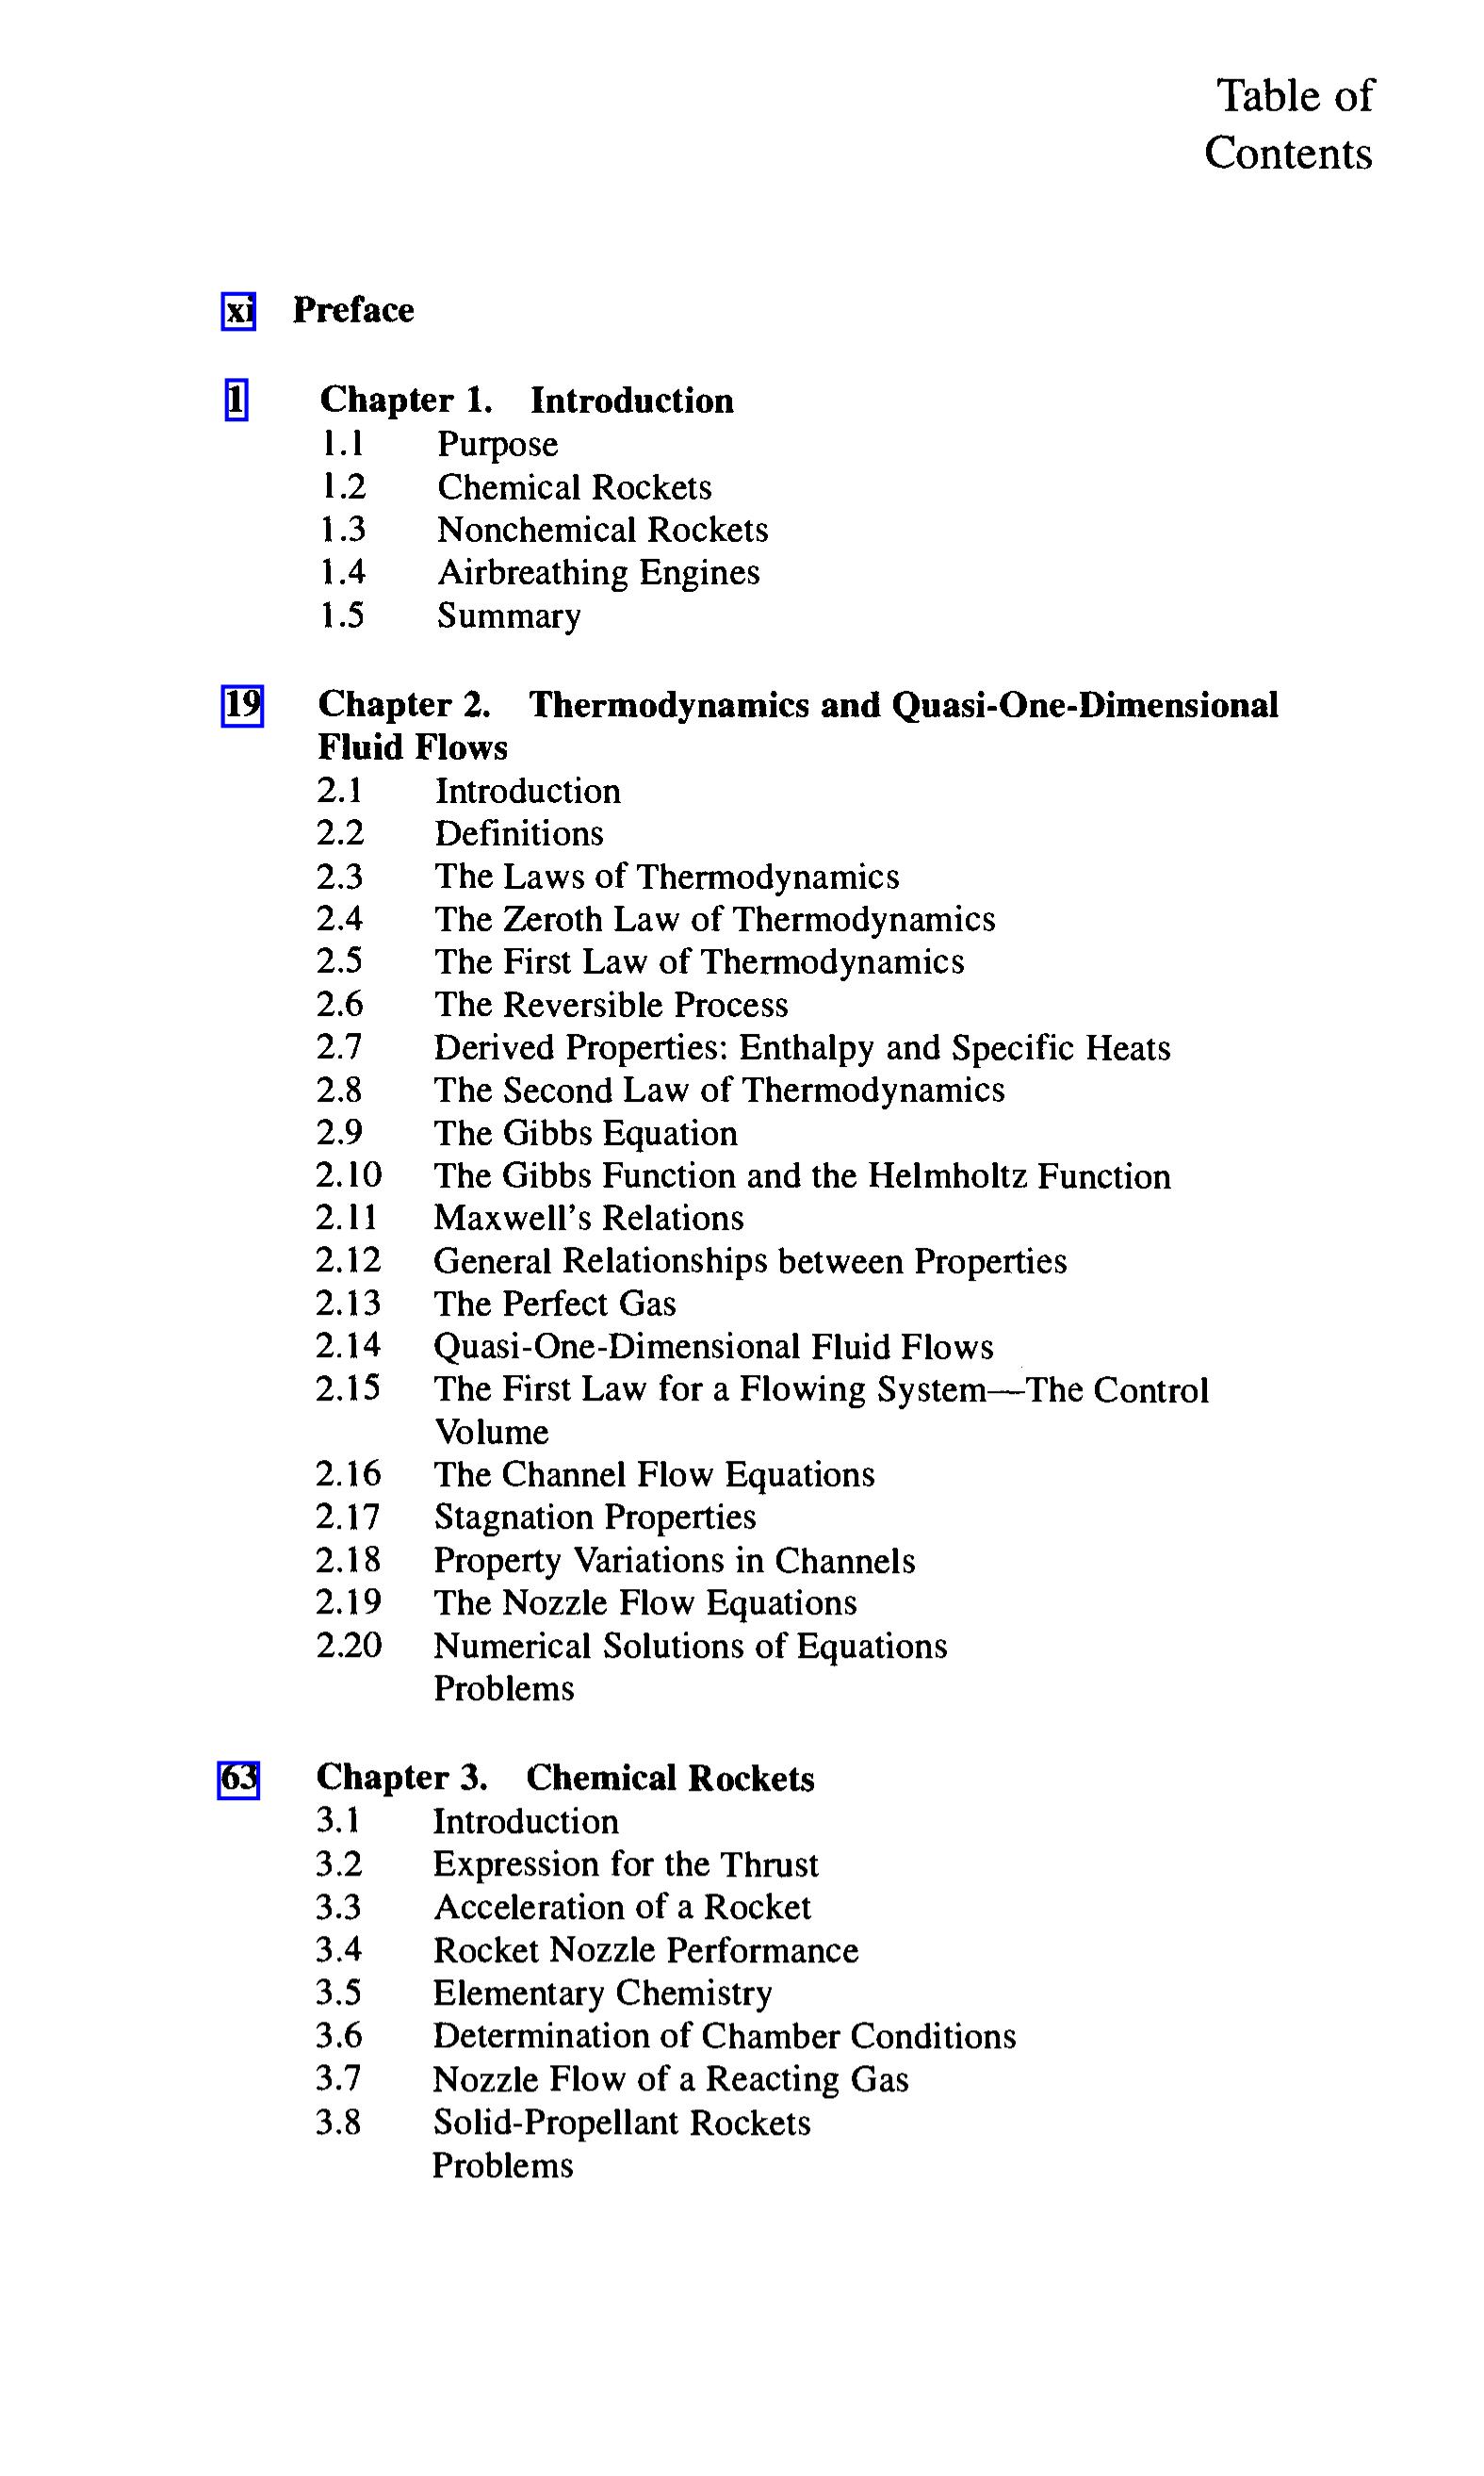 Table of
Contents
xi Preface
1 Chapter 1. Introduction
1.1 Purpose
1.2 Chemical Rockets
1.3 Nonchemical Rockets
1.4 Airbreathing Engines
1.5 Summary
19 Chapter 2. Thermodynamics and Quasi-One-Dimensional
Fluid Flows
2.1 Introduction
2.2 Definitions
2.3 The Laws of Thermodynamics
2.4 The Zeroth Law of Thermodynamics
2.5 The First Law of Thermodynamics
2.6 The Reversible Process
2.7 Derived Properties: Enthalpy and Specific Heats
2.8 The Second Law of Thermodynamics
2.9 The Gibbs Equation
2.10 The Gibbs Function and the Helmholtz Function
2.11 Maxwell's Relations
2.12 General Relationships between Properties
2.13 The Perfect Gas
2.14 Quasi-One-Dimensional Fluid Flows
2.15 The First Law for a Flowing System—The Control
Volume
2.16 The Channel Flow Equations
2.17 Stagnation Properties
2.18 Property Variations in Channels
2.19 The Nozzle Flow Equations
2.20 Numerical Solutions of Equations
Problems
63 Chapter 3. Chemical Rockets
3.1 Introduction
3.2 Expression for the Thrust
3.3 Acceleration of a Rocket
3.4 Rocket Nozzle Performance
3.5 Elementary Chemistry
3.6 Determination of Chamber Conditions
3.7 Nozzle Flow of a Reacting Gas
3.8 Solid-Propellant Rockets
Problems